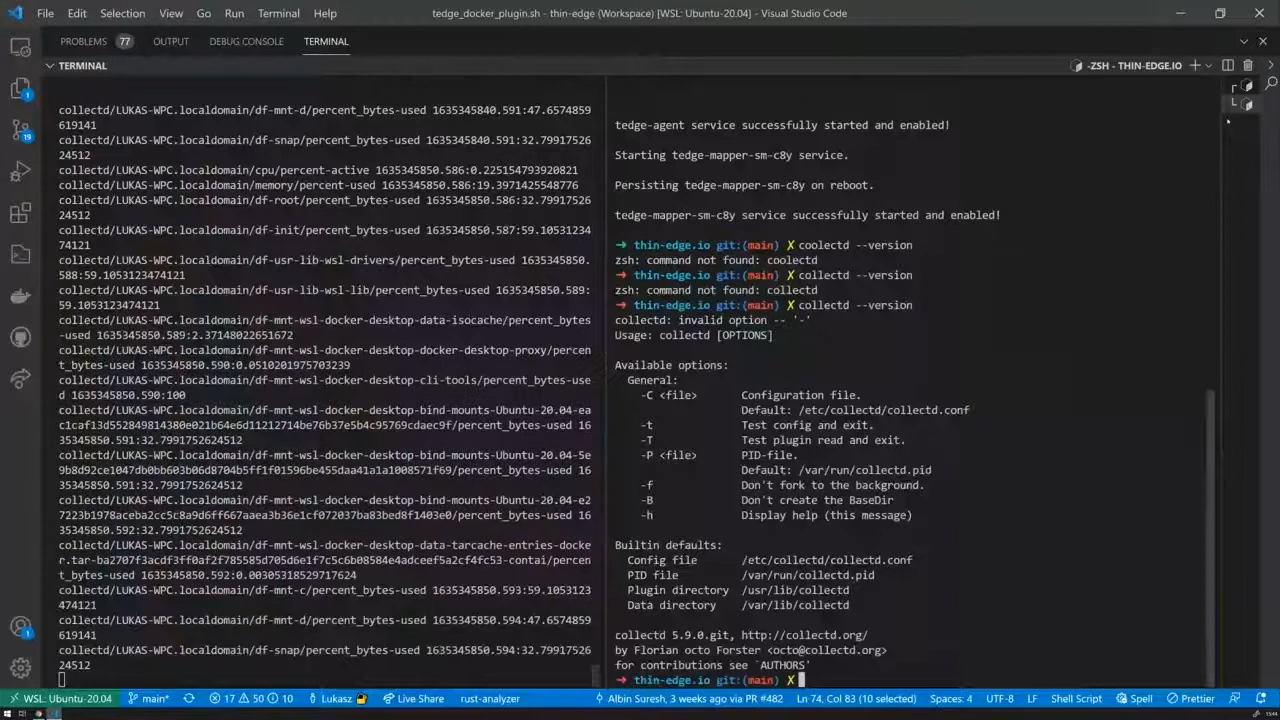 File Edit Selection View Go Run Terminal Help tedge_docker_plugin.sh - thin-edge (Workspace) [WSL: Ubuntu-20.04] - Visual Studio Code
PROBLEMS 77 OUTPUT DEBUG CONSOLE TERMINAL
TERMINAL
-ZSH - THIN-EDGE.IO
collectd/LUKAS-WPC.localdomain/df-mnt-d/percent_bytes-used 1635345840.591:47.6574859
619141
collectd/LUKAS-WPC.localdomain/df-snap/percent_bytes-used 1635345840.591:32.79917526
24512
collectd/LUKAS-WPC.localdomain/cpu/percent-active 1635345850.586:0.225154793920821
collectd/LUKAS-WPC.localdomain/memory/percent-used 1635345850.586:19.3971425548776
collectd/LUKAS-WPC.localdomain/df-root/percent_bytes-used 1635345850.586:32.79917526
24512
collectd/LUKAS-WPC.localdomain/df-init/percent_bytes-used 1635345850.587:59.10531234
74121
collectd/LUKAS-WPC.localdomain/df-usr-lib-wsl-drivers/percent_bytes-used 1635345850.
588:59.1053123474121
collectd/LUKAS-WPC.localdomain/df-usr-lib-wsl-lib/percent_bytes-used 1635345850.589:
59.1053123474121
collectd/LUKAS-WPC.localdomain/df-mnt-wsl-docker-desktop-data-isocache/percent_bytes
-used 1635345850.589:2.37148022651672
collectd/LUKAS-WPC.localdomain/df-mnt-wsl-docker-desktop-docker-desktop-proxy/percen
t_bytes-used 1635345850.590:0.0510201975703239
collectd/LUKAS-WPC.localdomain/df-mnt-wsl-docker-desktop-cli-tools/percent_bytes-use
d 1635345850.590:100
collectd/LUKAS-WPC.localdomain/df-mnt-wsl-docker-desktop-bind-mounts-Ubuntu-20.04-ea
c1caf13d552849814380e021b64e6d11212714be76b37e5b4c95769cdaec9f/percent_bytes-used 16
35345850.591:32.7991752624512
collectd/LUKAS-WPC.localdomain/df-mnt-wsl-docker-desktop-bind-mounts-Ubuntu-20.04-5e
9b8d92ce1047db0bb603b06d8704b5ff1f01596be455daa41a1a1008571f69/percent_bytes-used 16
35345850.591:32.7991752624512
collectd/LUKAS-WPC.localdomain/df-mnt-wsl-docker-desktop-bind-mounts-Ubuntu-20.04-e2
7223b1978aceba2cc5c8a9d6ff667aaea3b36e1cf072037ba83bed8f1403e0/percent_bytes-used 16
35345850.592:32.7991752624512
collectd/LUKAS-WPC.localdomain/df-mnt-wsl-docker-desktop-data-tarcache-entries-docke
r.tar-ba2707f3acdf3ff0af2f785585d705d6e1f7c5c6b08584e4adceef5a2cf4fc53-contai/percen
t_bytes-used 1635345850.592:0.00305318529717624
collectd/LUKAS-WPC.localdomain/df-mnt-c/percent_bytes-used 1635345850.593:59.1053123
474121
collectd/LUKAS-WPC.localdomain/df-mnt-d/percent_bytes-used 1635345850.594:47.6574859
619141
collectd/LUKAS-WPC.localdomain/df-snap/percent_bytes-used 1635345850.594:32.79917526
24512
tedge-agent service successfully started and enabled!
Starting tedge-mapper-sm-c8y service.
Persisting tedge-mapper-sm-c8y on reboot.
tedge-mapper-sm-c8y service successfully started and enabled!
→ thin-edge.io git:(main) ✗ coolectd --version
zsh: command not found: coolectd
→ thin-edge.io git:(main) ✗ collectd --version
zsh: command not found: collectd
→ thin-edge.io git:(main) ✗ collectd --version
collectd: invalid option -- '-'
Usage: collectd [OPTIONS]
Available options:
General:
-C <file> Configuration file.
Default: /etc/collectd/collectd.conf
-t Test config and exit.
-T Test plugin read and exit.
-P <file> PID-file.
Default: /var/run/collectd.pid
-f Don't fork to the background.
-B Don't create the BaseDir
-h Display help (this message)
Builtin defaults:
Config file /etc/collectd/collectd.conf
PID file /var/run/collectd.pid
Plugin directory /usr/lib/collectd
Data directory /var/lib/collectd
collectd 5.9.0.git, http://collectd.org/
by Florian octo Forster <octo@collectd.org>
for contributions see `AUTHORS'
→ thin-edge.io git:(main) ✗
1
19
1
WSL: Ubuntu-20.04 main* 17 50 10 Lukasz Live Share rust-analyzer Albin Suresh, 3 weeks ago via PR #482 Ln 74, Col 83 (10 selected) Spaces: 4 UTF-8 LF Shell Script Spell Prettier